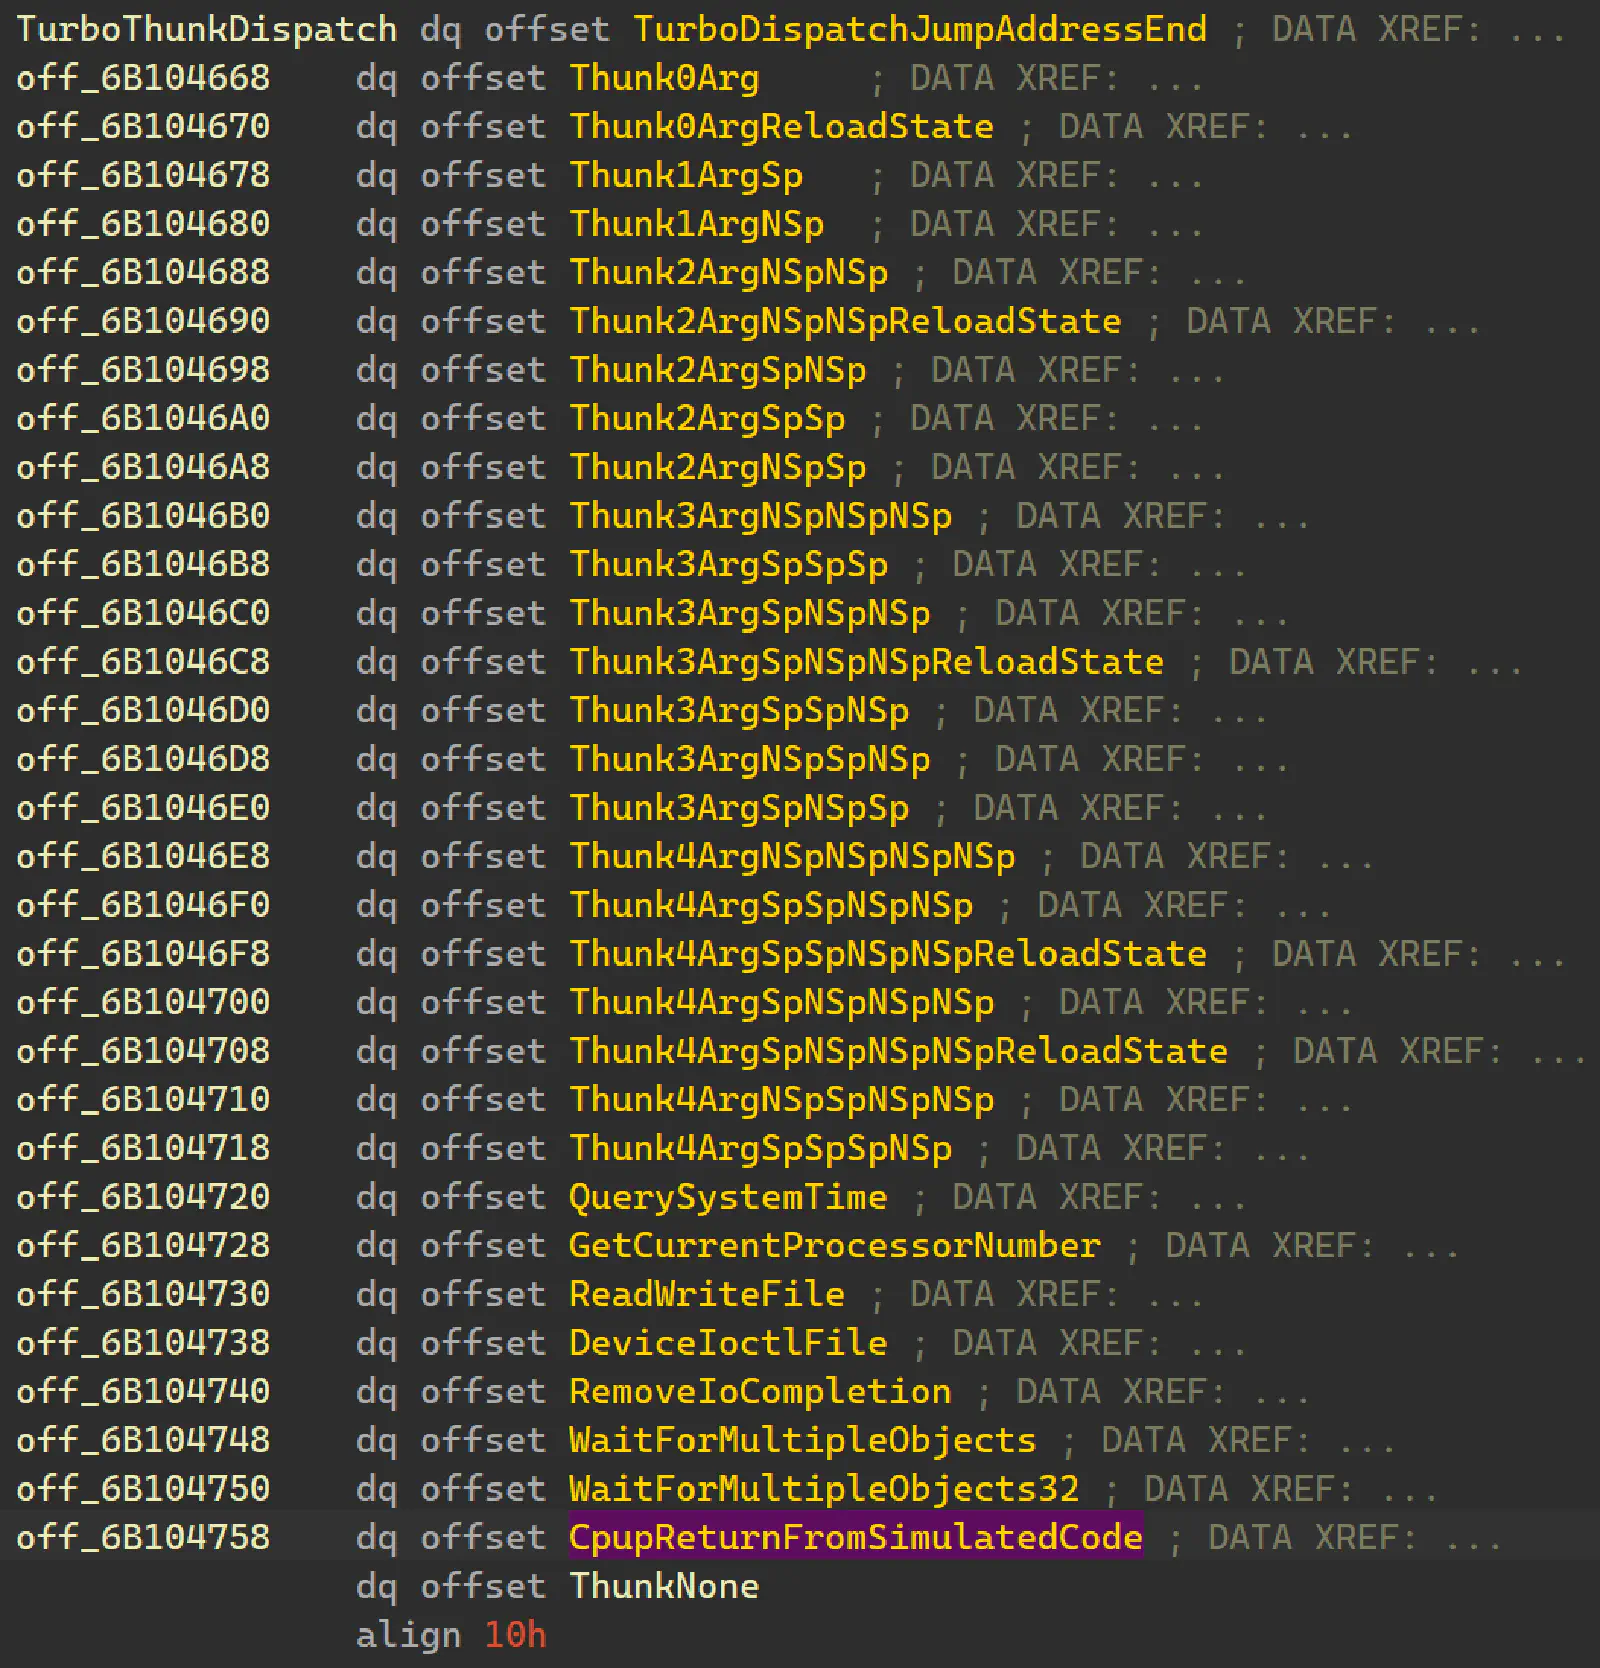 TurboThunkDispatch dq offset TurboDispatchJumpAddressEnd ; DATA XREF: ...
off_6B104668 dq offset Thunk0Arg ; DATA XREF: ...
off_6B104670 dq offset Thunk0ArgReloadState ; DATA XREF: ...
off_6B104678 dq offset Thunk1ArgSp ; DATA XREF: ...
off_6B104680 dq offset Thunk1ArgNSp ; DATA XREF: ...
off_6B104688 dq offset Thunk2ArgNSpNSp ; DATA XREF: ...
off_6B104690 dq offset Thunk2ArgNSpNSpReloadState ; DATA XREF: ...
off_6B104698 dq offset Thunk2ArgSpNSp ; DATA XREF: ...
off_6B1046A0 dq offset Thunk2ArgSpSp ; DATA XREF: ...
off_6B1046A8 dq offset Thunk2ArgNSpSp ; DATA XREF: ...
off_6B1046B0 dq offset Thunk3ArgNSpNSpNSp ; DATA XREF: ...
off_6B1046B8 dq offset Thunk3ArgSpSpSp ; DATA XREF: ...
off_6B1046C0 dq offset Thunk3ArgSpNSpNSp ; DATA XREF: ...
off_6B1046C8 dq offset Thunk3ArgSpNSpNSpReloadState ; DATA XREF: ...
off_6B1046D0 dq offset Thunk3ArgSpSpNSp ; DATA XREF: ...
off_6B1046D8 dq offset Thunk3ArgNSpSpNSp ; DATA XREF: ...
off_6B1046E0 dq offset Thunk3ArgSpNSpSp ; DATA XREF: ...
off_6B1046E8 dq offset Thunk4ArgNSpNSpNSpNSp ; DATA XREF: ...
off_6B1046F0 dq offset Thunk4ArgSpSpNSpNSp ; DATA XREF: ...
off_6B1046F8 dq offset Thunk4ArgSpSpNSpNSpReloadState ; DATA XREF: ...
off_6B104700 dq offset Thunk4ArgSpNSpNSpNSp ; DATA XREF: ...
off_6B104708 dq offset Thunk4ArgSpNSpNSpNSpReloadState ; DATA XREF: ...
off_6B104710 dq offset Thunk4ArgNSpSpNSpNSp ; DATA XREF: ...
off_6B104718 dq offset Thunk4ArgSpSpSpNSp ; DATA XREF: ...
off_6B104720 dq offset QuerySystemTime ; DATA XREF: ...
off_6B104728 dq offset GetCurrentProcessorNumber ; DATA XREF: ...
off_6B104730 dq offset ReadWriteFile ; DATA XREF: ...
off_6B104738 dq offset DeviceIoctlFile ; DATA XREF: ...
off_6B104740 dq offset RemoveIoCompletion ; DATA XREF: ...
off_6B104748 dq offset WaitForMultipleObjects ; DATA XREF: ...
off_6B104750 dq offset WaitForMultipleObjects32 ; DATA XREF: ...
off_6B104758 dq offset CpupReturnFromSimulatedCode ; DATA XREF: ...
dq offset ThunkNone
align 10h